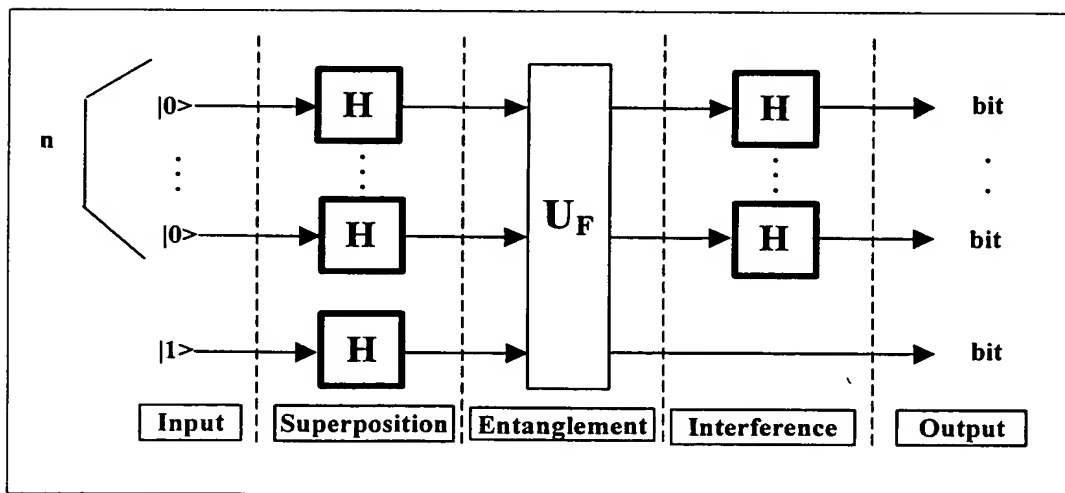 |0> H H bit
n
|0> H U_F H bit
|1> H bit
Input Superposition Entanglement Interference Output